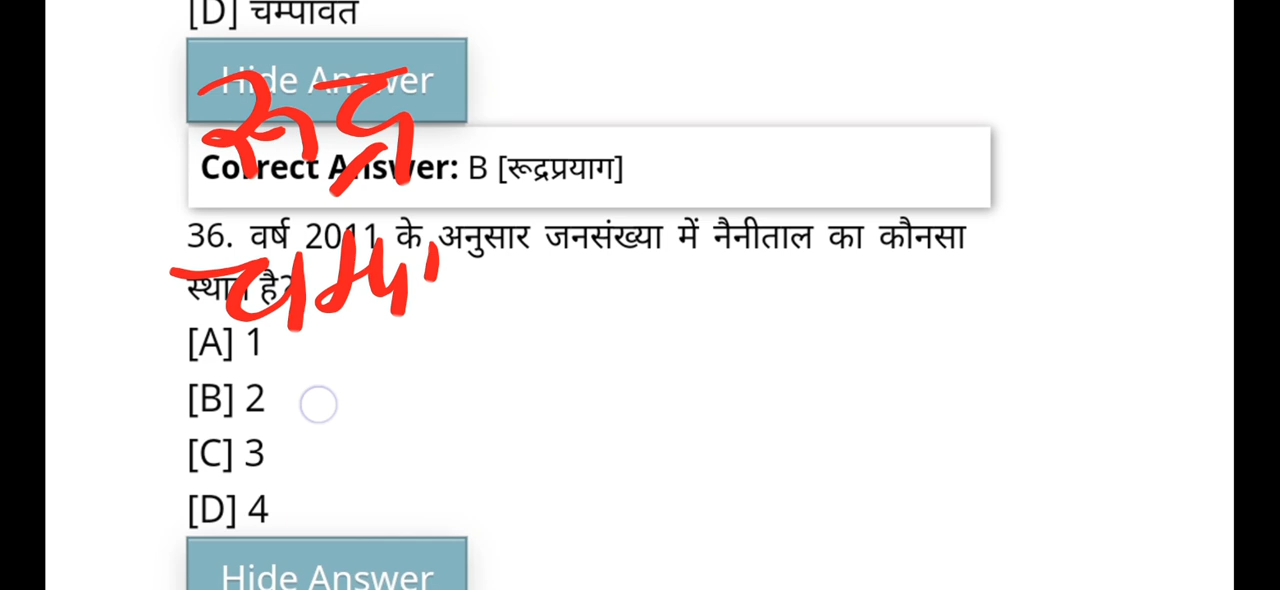 [D] चम्पावत
Hide Answer
रूद्र
Correct Answer: B [रूद्रप्रयाग]
36. वर्ष 2011 के अनुसार जनसंख्या में नैनीताल का कौनसा
स्थान है?
चम्पा
[A] 1
[B] 2
[C] 3
[D] 4
Hide Answer